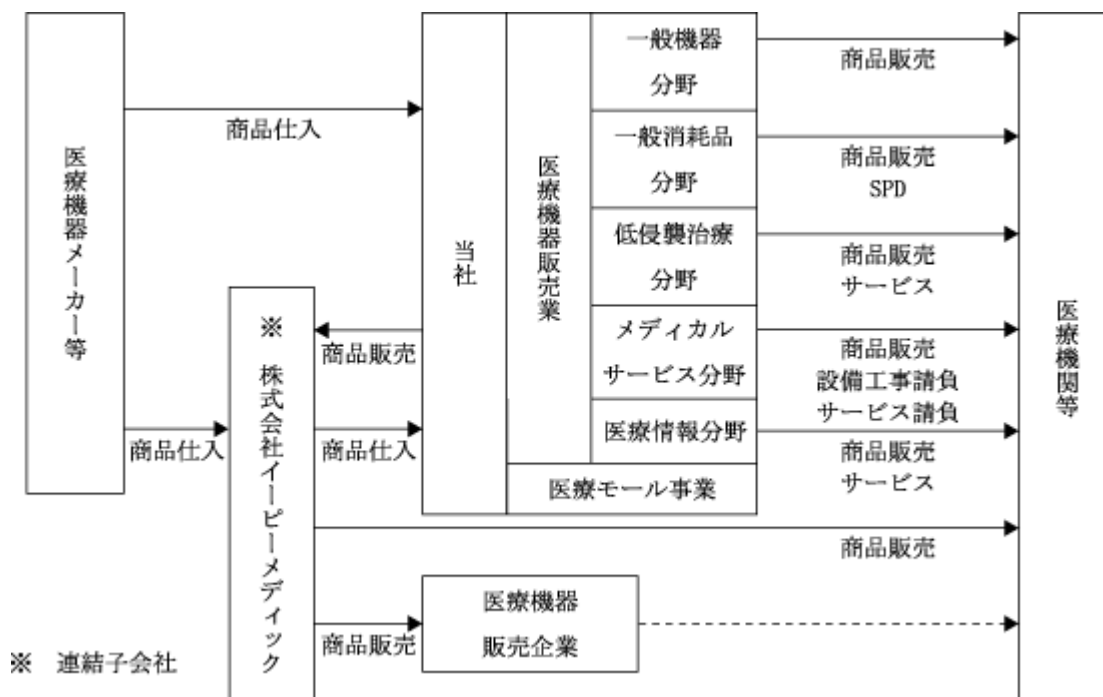 医療機器メーカー等
商品仕入
商品仕入
※ 株式会社イーピーメディック
商品販売
商品仕入
商品販売
当社
医療機器販売業
一般機器
分野
一般消耗品
分野
低侵襲治療
分野
メディカル
サービス分野
医療情報分野
医療モール事業
医療機器
販売企業
商品販売
商品販売
SPD
商品販売
サービス
商品販売
設備工事請負
サービス請負
商品販売
サービス
商品販売
医療機関等
※ 連結子会社